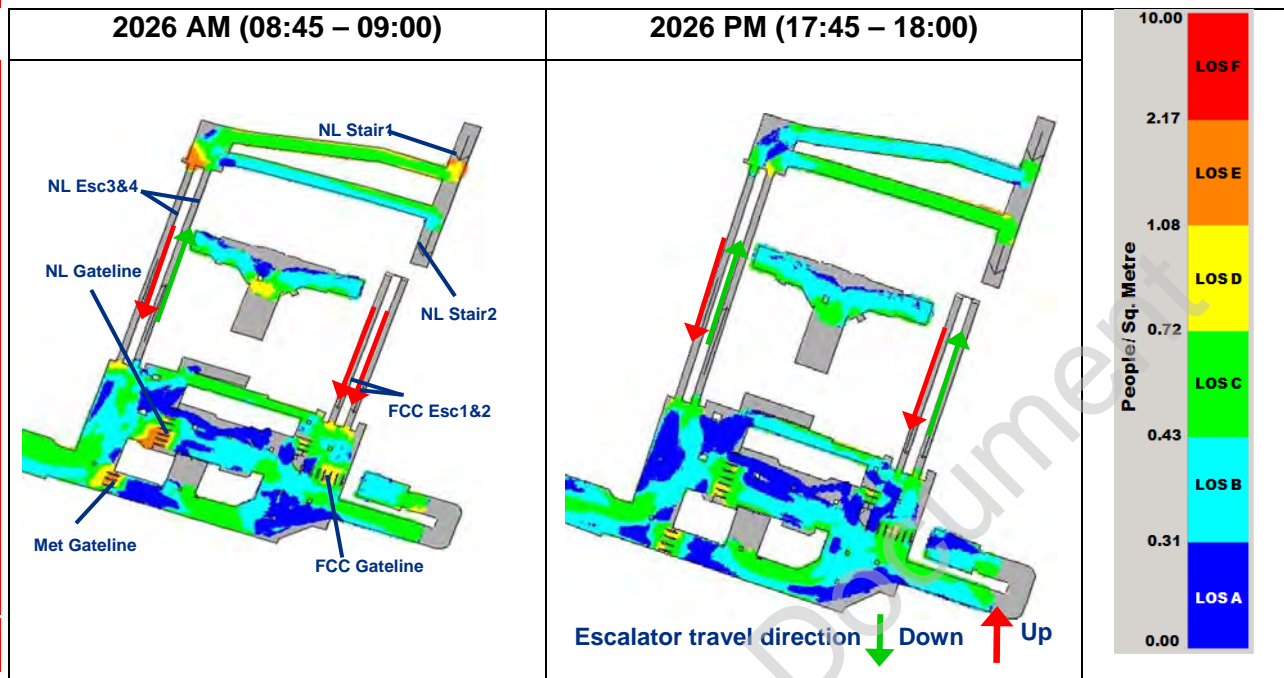 2026 AM (08:45 – 09:00)
2026 PM (17:45 – 18:00)
NL Stair1
NL Esc3&4
NL Gateline
NL Stair2
FCC Esc1&2
Met Gateline
FCC Gateline
Escalator travel direction
Down
Up
People/ Sq. Metre
10.00
LOS F
2.17
LOS E
1.08
LOS D
0.72
LOS C
0.43
LOS B
0.31
LOS A
0.00
Document